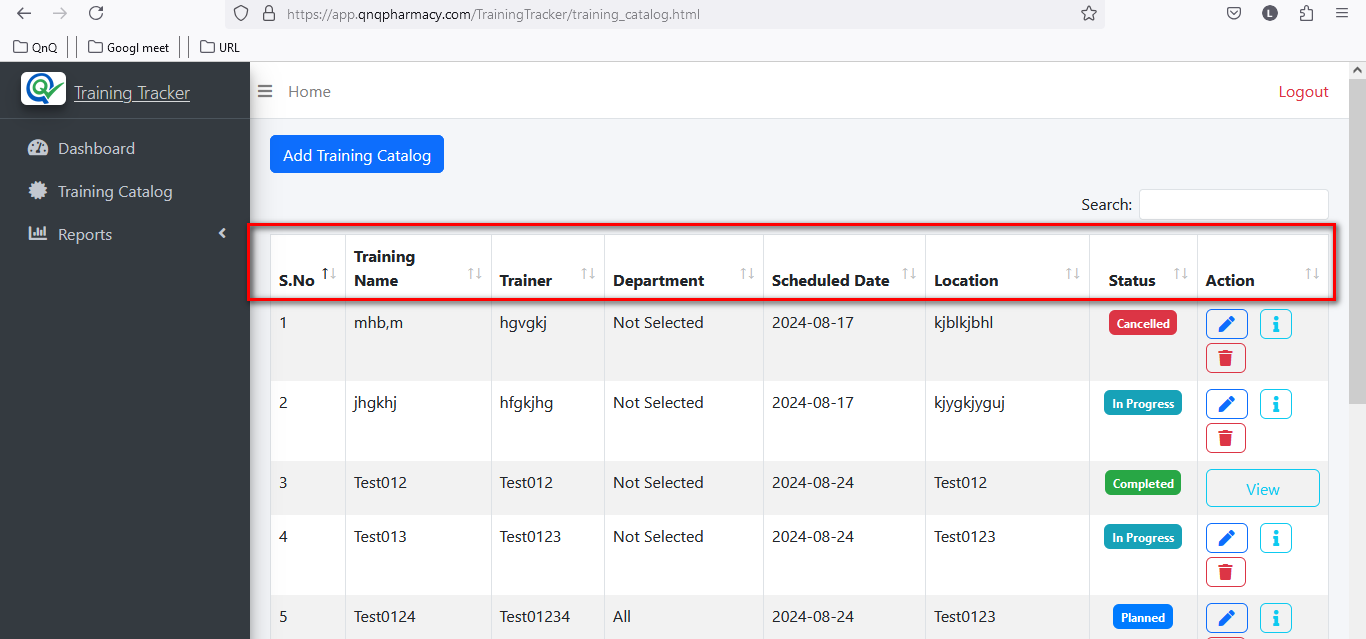 https://app.qnqpharmacy.com/TrainingTracker/training_catalog.html
L
QnQ Googl meet URL
Training Tracker
Home
Logout
Dashboard
Training Catalog
Reports
Add Training Catalog
Search:
S.No Training Name Trainer Department Scheduled Date Location Status Action
1 mhb,m hgvgkj Not Selected 2024-08-17 kjblkjbhl Cancelled
2 jhgkhj hfgkjhg Not Selected 2024-08-17 kjygkjyguj In Progress
3 Test012 Test012 Not Selected 2024-08-24 Test012 Completed View
4 Test013 Test0123 Not Selected 2024-08-24 Test0123 In Progress
5 Test0124 Test01234 All 2024-08-24 Test0123 Planned